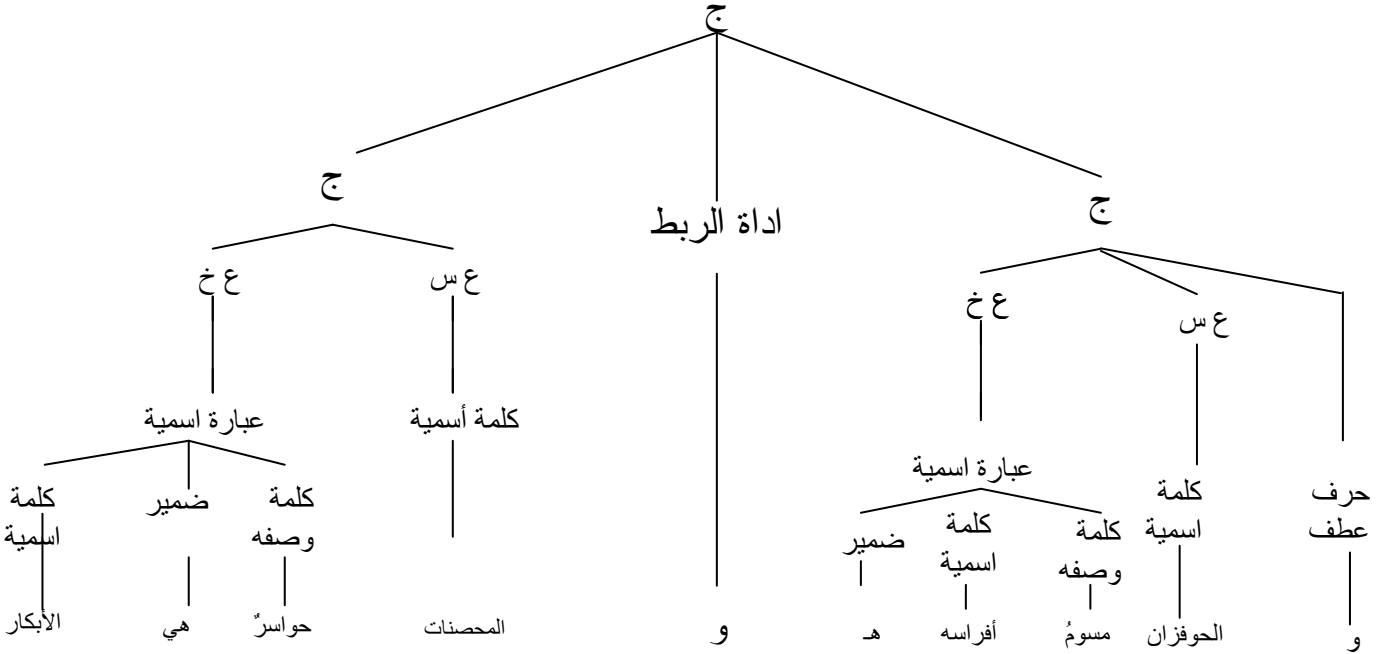 ج
ج
اداة الربط
ج
ع س
ع خ
ع س
ع خ
كلمة أسمية
عبارة اسمية
حرف
عطف
كلمة
اسمية
عبارة اسمية
كلمة
وصفه
كلمة
اسمية
ضمير
كلمة
وصفه
ضمير
كلمة
اسمية
و الحوفزان مسومُ أفراسه هـ و المحصنات حواسرٌ هي الأبكار